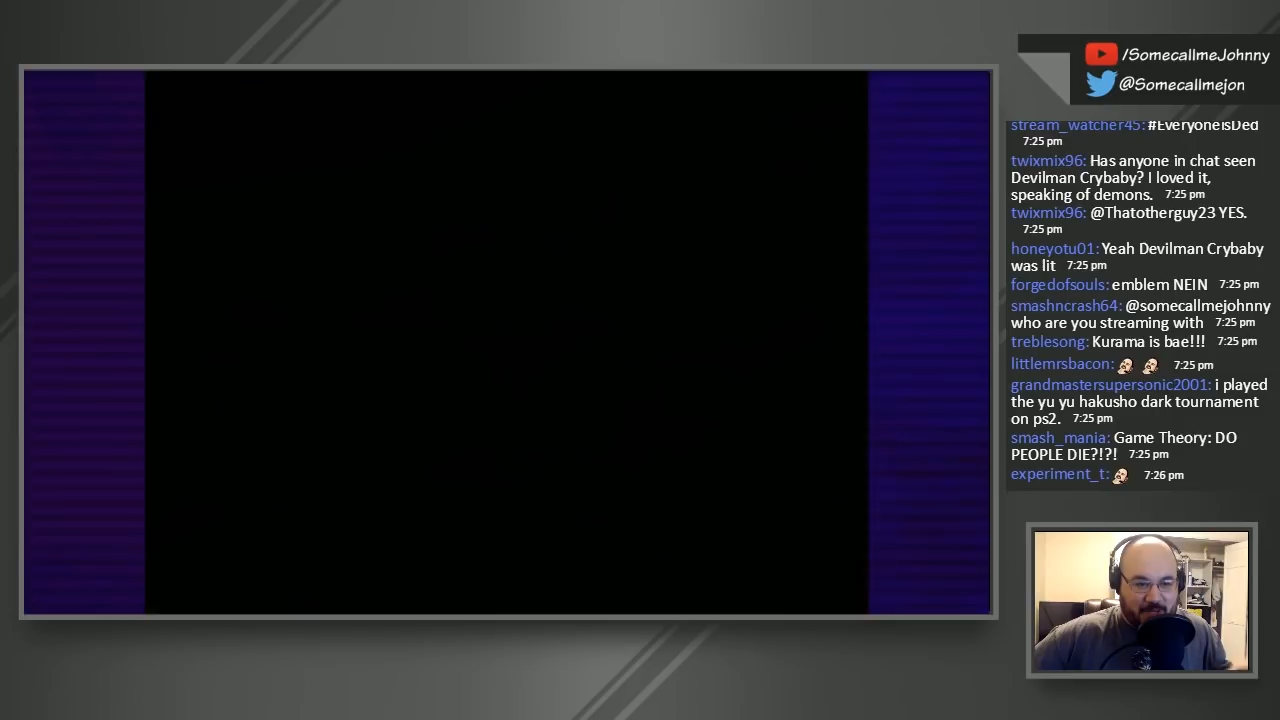 /SomecallmeJohnny
@Somecallmejon
stream_watcher45: #EveryoneisDed
7:25 pm
twixmix96: Has anyone in chat seen
Devilman Crybaby? I loved it,
speaking of demons. 7:25 pm
twixmix96: @Thatotherguy23 YES.
7:25 pm
honeyotu01: Yeah Devilman Crybaby
was lit 7:25 pm
forgedofsouls: emblem NEIN 7:25 pm
smashncrash64: @somecallmejohnny
who are you streaming with 7:25 pm
treblesong: Kurama is bae!!! 7:25 pm
littlemrsbacon: 7:25 pm
grandmastersupersonic2001: i played
the yu yu hakusho dark tournament
on ps2. 7:25 pm
smash_mania: Game Theory: DO
PEOPLE DIE?!?! 7:25 pm
experiment_t: 7:26 pm